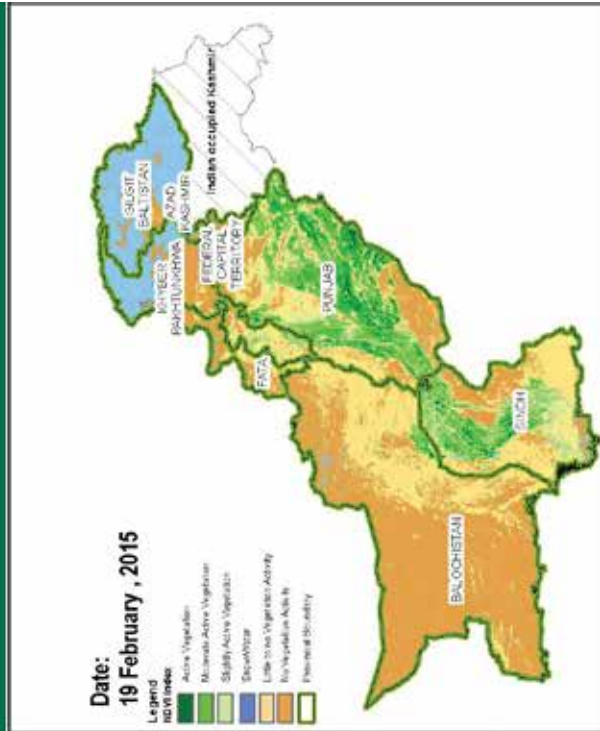 Date:
19 February , 2015
Legend
NDVI Index
Active Vegetation
Moderate Active Vegetation
Slightly Active Vegetation
Snow/Water
Little to no Vegetation Activity
No Vegetation Activity
Provincial Boundary
GILGIT
BALTISTAN
AZAD
KASHMIR
Indian occupied Kashmir
KHYBER
PAKHTUNKHWA
FEDERAL
CAPITAL
TERRITORY
FATA
PUNJAB
BALOCHISTAN
SINDH